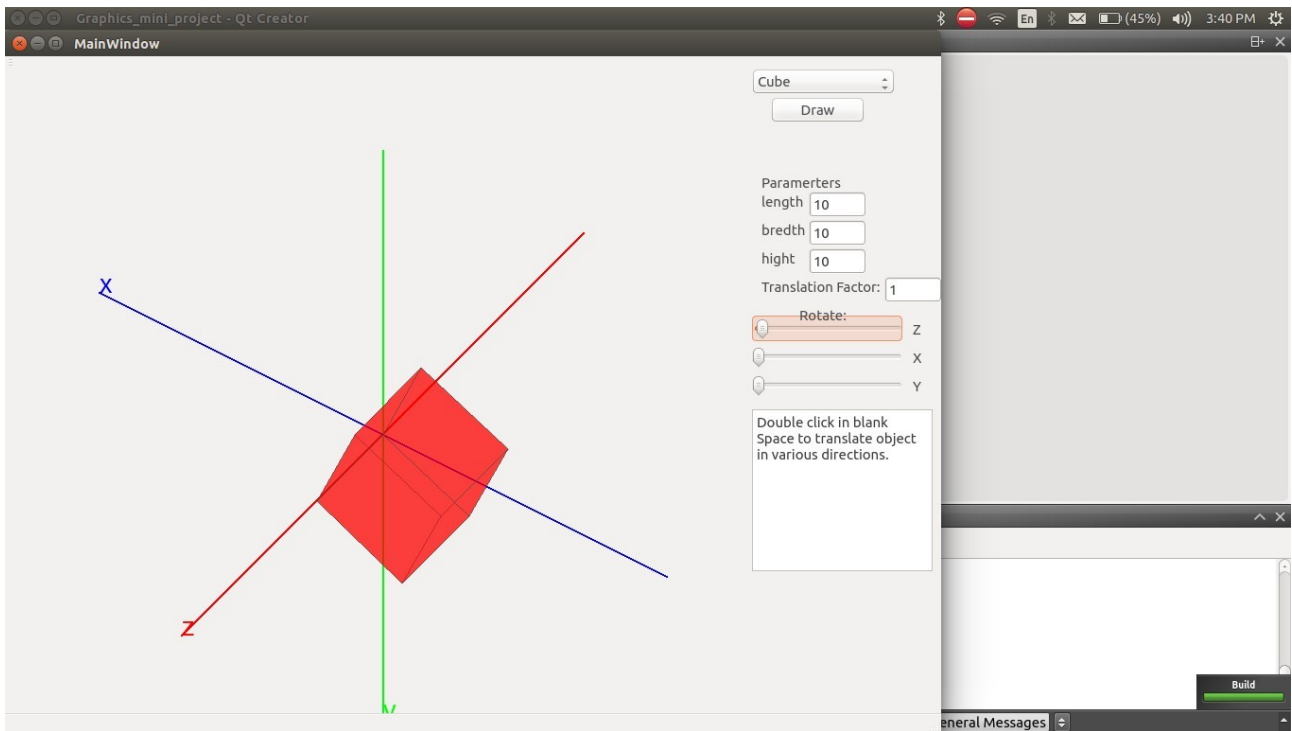 Graphics_mini_project - Qt Creator
En
(45%)
3:40 PM
MainWindow
Cube
Draw
Paramerters
length 10
bredth 10
hight 10
Translation Factor: 1
Rotate:
Z
X
Y
Double click in blank
Space to translate object
in various directions.
X
Z
Build
eneral Messages